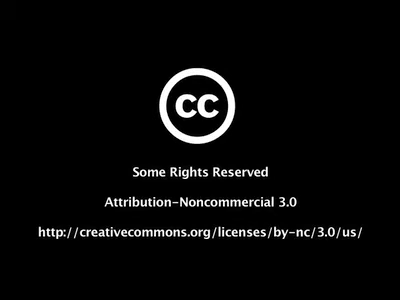 CC
Some Rights Reserved
Attribution-Noncommercial 3.0
http://creativecommons.org/licenses/by-nc/3.0/us/